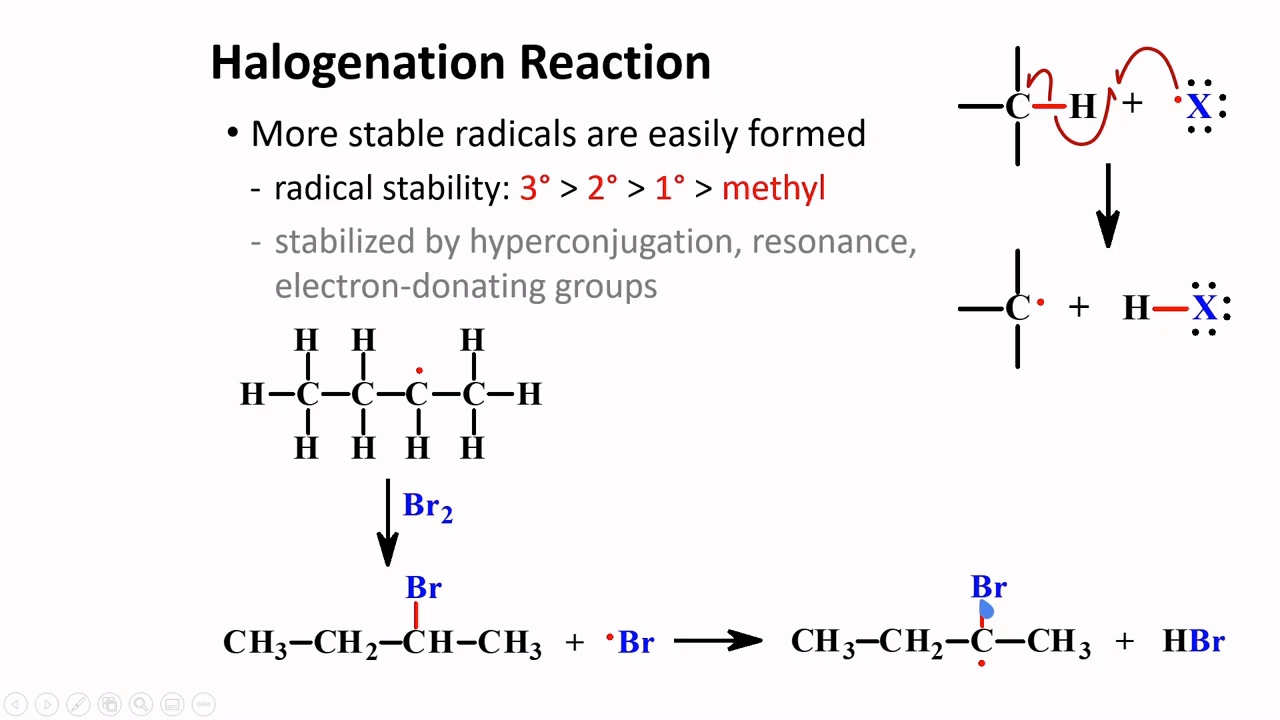 Halogenation Reaction
• More stable radicals are easily formed
- radical stability: 3° > 2° > 1° > methyl
- stabilized by hyperconjugation, resonance,
electron-donating groups
C H + X
C + H X
H H H
H C C C C H
H H H H
Br₂
Br
CH₃–CH₂–CH–CH₃ + ·Br
Br
CH₃–CH₂–C–CH₃ + HBr